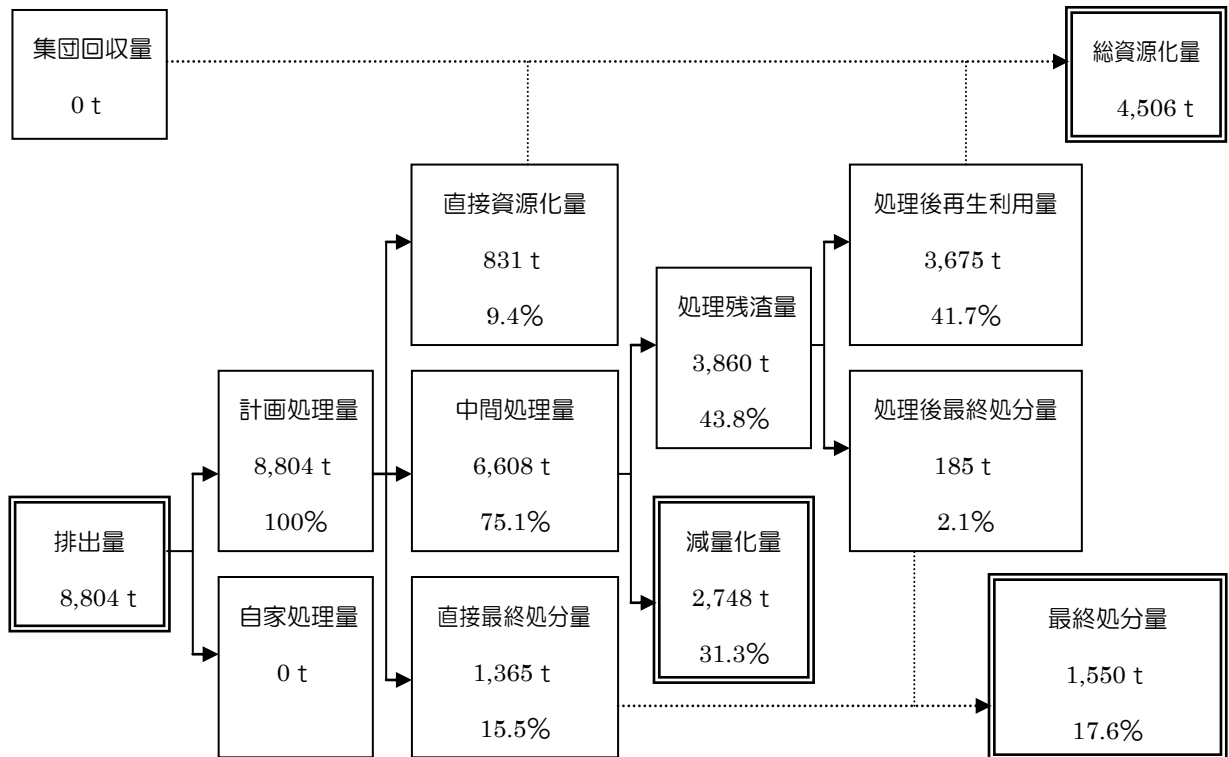 集団回収量
0 t
総資源化量
4,506 t
直接資源化量
831 t
9.4%
処理後再生利用量
3,675 t
41.7%
処理残渣量
3,860 t
43.8%
計画処理量
8,804 t
100%
中間処理量
6,608 t
75.1%
処理後最終処分量
185 t
2.1%
排出量
8,804 t
減量化量
2,748 t
31.3%
自家処理量
0 t
直接最終処分量
1,365 t
15.5%
最終処分量
1,550 t
17.6%